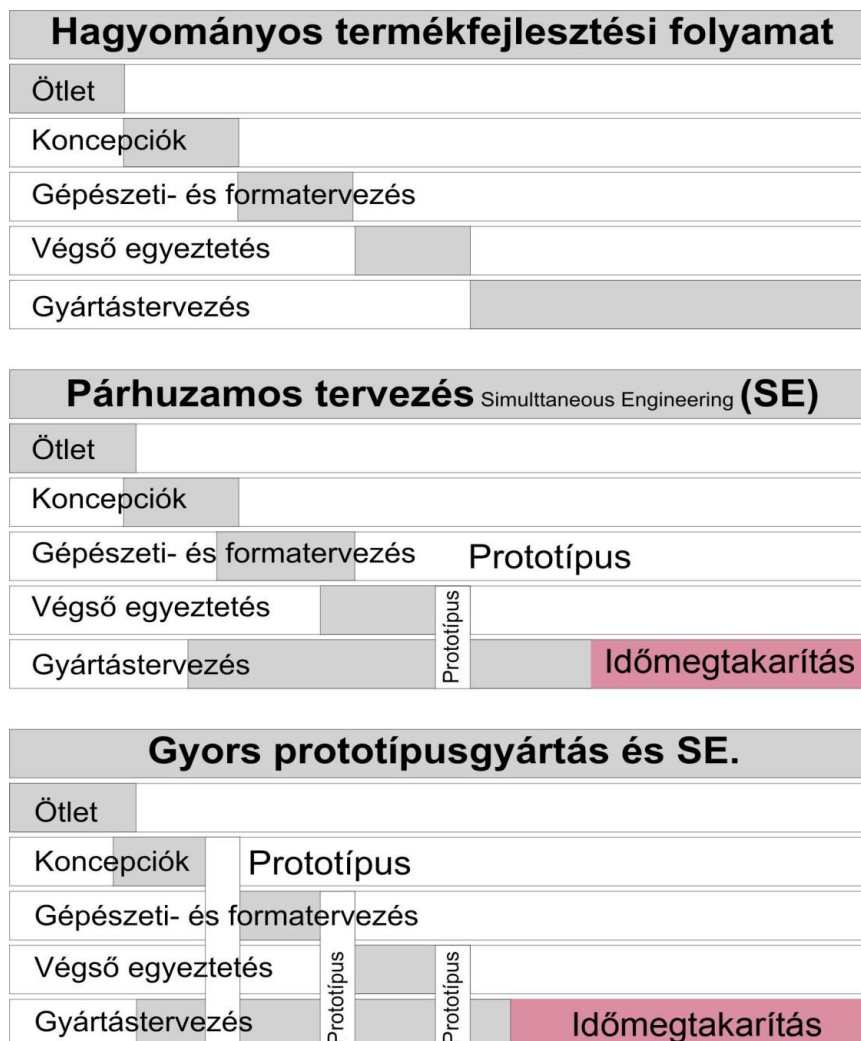 Hagyományos termékfejlesztési folyamat
Ötlet
Koncepciók
Gépészeti- és formatervezés
Végső egyeztetés
Gyártástervezés
Párhuzamos tervezés Simulttaneous Engineering (SE)
Ötlet
Koncepciók
Gépészeti- és formatervezés Prototípus
Végső egyeztetés
Prototípus
Gyártástervezés Időmegtakarítás
Gyors prototípusgyártás és SE.
Ötlet
Koncepciók Prototípus
Gépészeti- és formatervezés
Végső egyeztetés
Prototípus
Prototípus
Gyártástervezés Időmegtakarítás